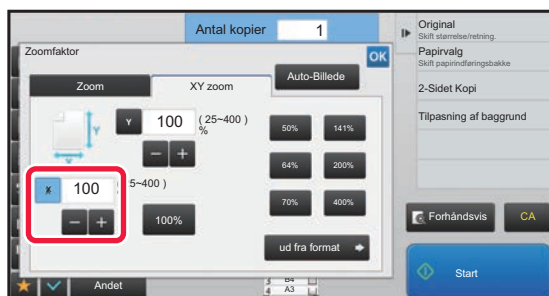 Antal kopier 1
Original
Skift størrelse/retning.
Papirvalg
Skift papirindføringsbakke
2-Sidet Kopi
Tilpasning af baggrund
Zoomfaktor
OK
Zoom
XY zoom
Auto-Billede
Y
Y 100 ( 25~400 )
%
50% 141%
X 100 5~400 )
64% 200%
100%
70% 400%
ud fra format
Forhåndsvis
CA
Start
Andet
B4
A3